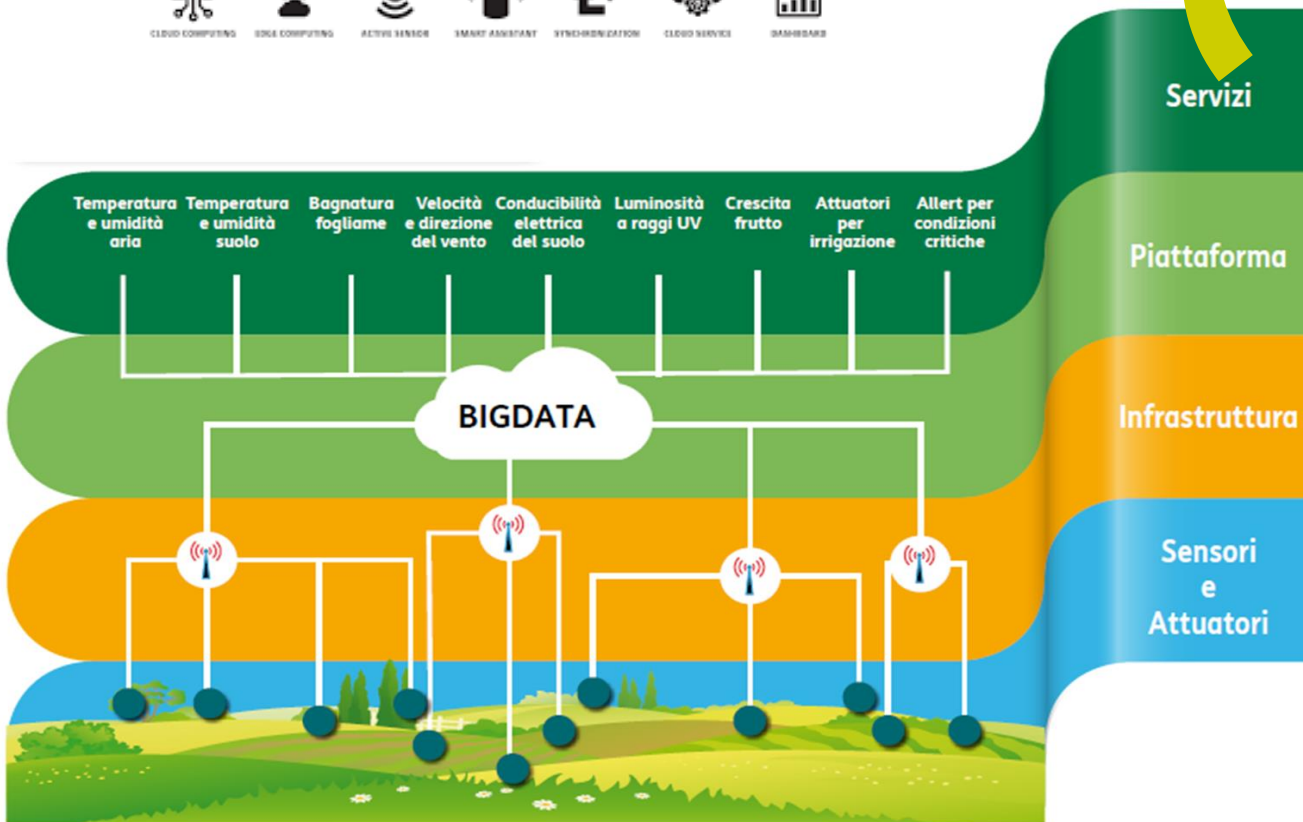 CLOUD COMPUTING
EDGE COMPUTING
ACTIVE SENSOR
SMART ASSISTANT
SYNCHRONIZATION
CLOUD SERVICE
DASHBOARD
Servizi
Temperatura
e umidità
aria
Temperatura
e umidità
suolo
Bagnatura
fogliame
Velocità
e direzione
del vento
Conducibilità
elettrica
del suolo
Luminosità
a raggi UV
Crescita
frutto
Attuatori
per
irrigazione
Allert per
condizioni
critiche
Piattaforma
BIGDATA
Infrastruttura
Sensori
e
Attuatori